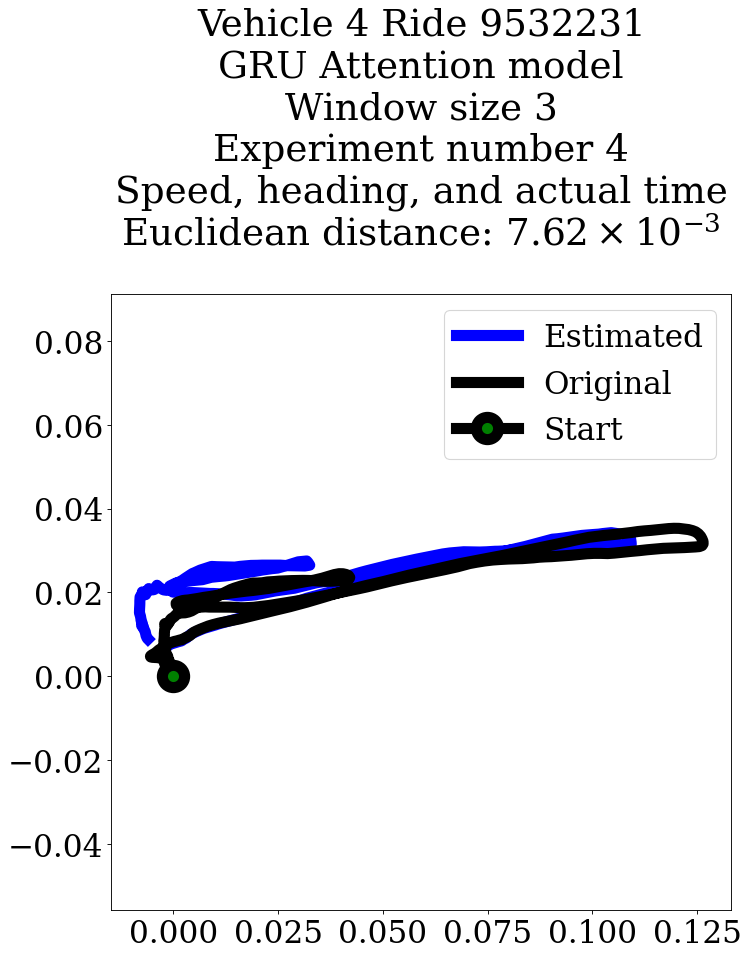 Vehicle 4 Ride 9532231
GRU Attention model
Window size 3
Experiment number 4
Speed, heading, and actual time
Euclidean distance: 7.62 × 10⁻³
Estimated
Original
Start
0.08
0.06
0.04
0.02
0.00
−0.02
−0.04
0.000 0.025 0.050 0.075 0.100 0.125